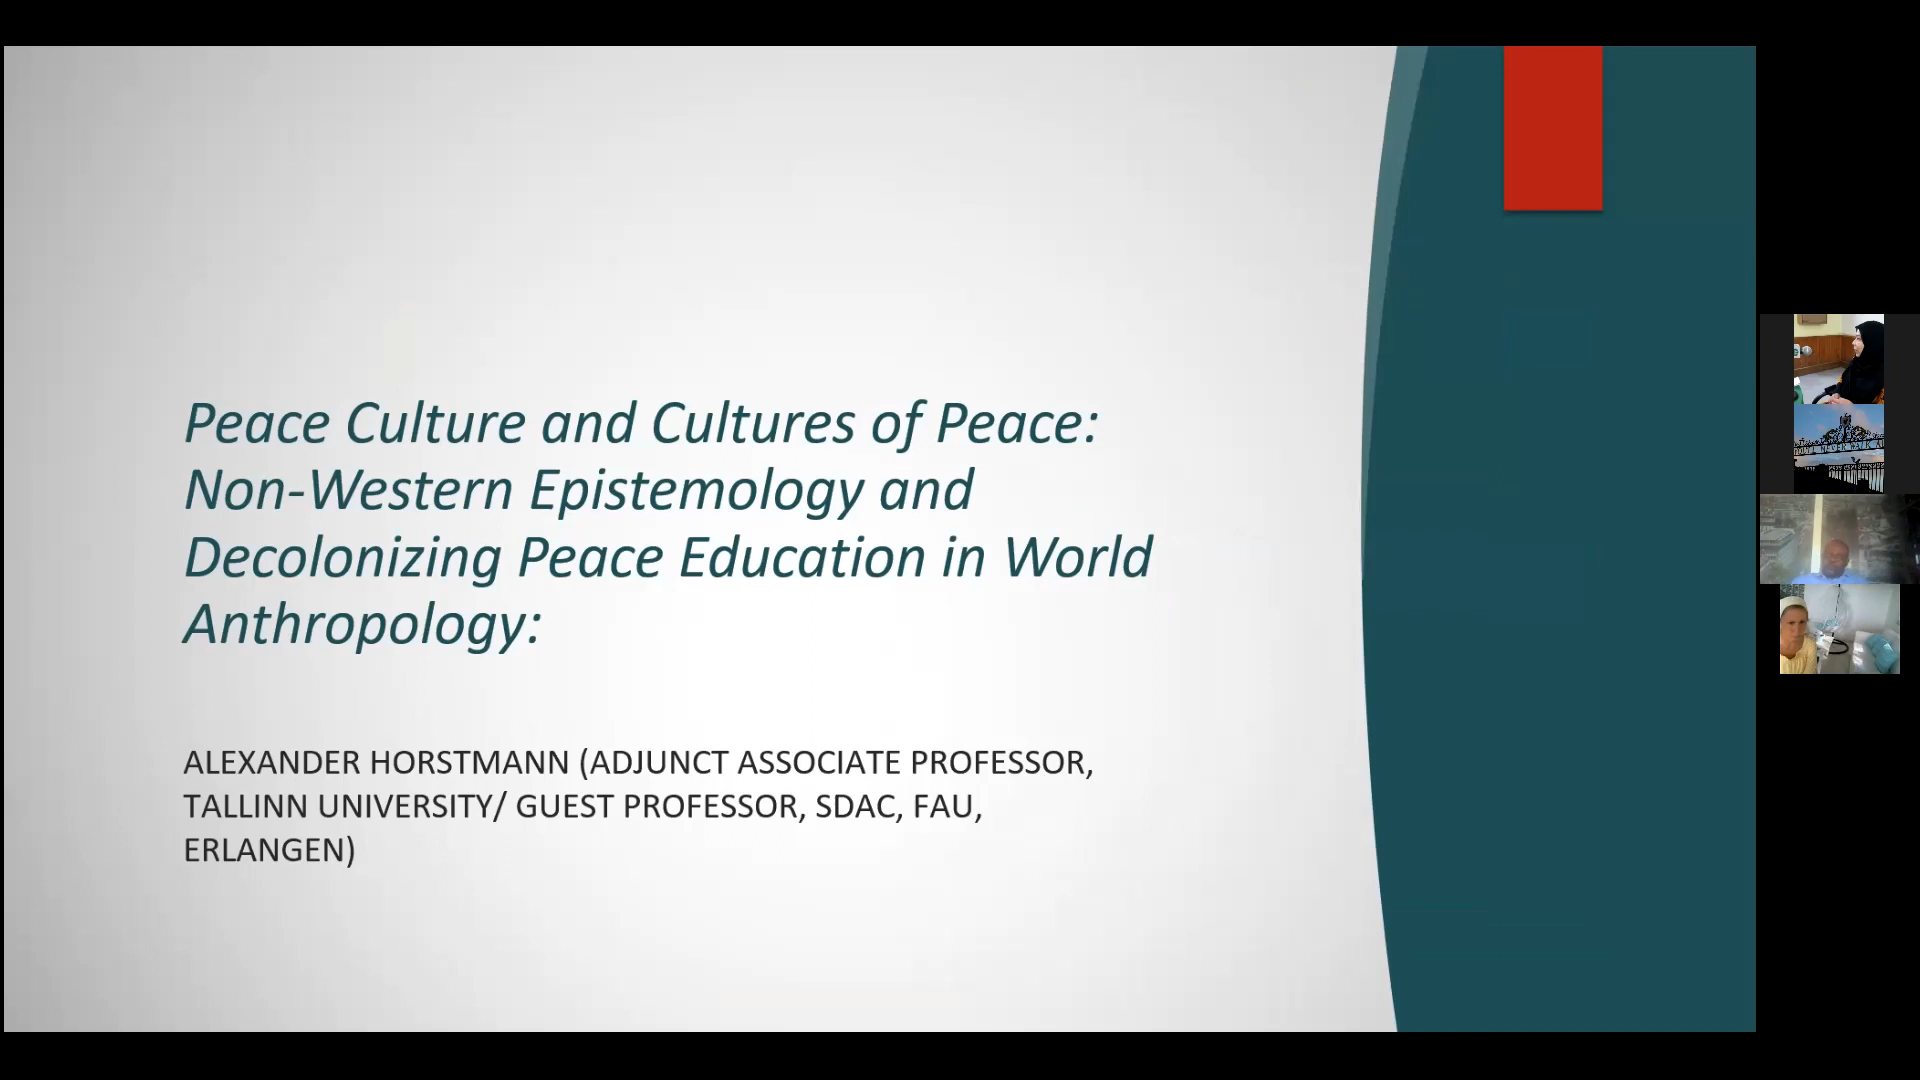 Peace Culture and Cultures of Peace:
Non-Western Epistemology and
Decolonizing Peace Education in World
Anthropology:
ALEXANDER HORSTMANN (ADJUNCT ASSOCIATE PROFESSOR,
TALLINN UNIVERSITY/ GUEST PROFESSOR, SDAC, FAU,
ERLANGEN)